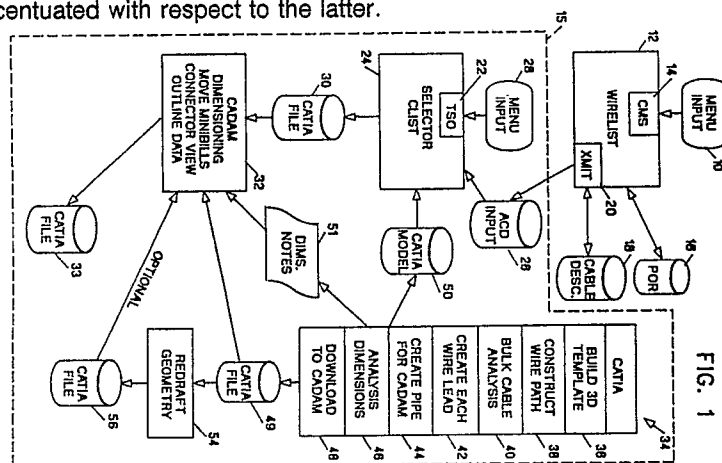 centuated with respect to the latter.
FIG. 1
MENU
INPUT
10
12
14
CMS
WIRELIST
XMIT
20
POR
16
CABLE
DESC.
18
15
MENU
INPUT
28
22
TSO
24
SELECTOR
CLIST
ACD
INPUT
26
CATIA
MODEL
50
30
CATIA
FILE
CADAM
DIMENSIONING
MOVE MINIBILLS
CONNECTOR VIEW
OUTLINE DATA
32
CATIA
FILE
33
DIMS.
NOTES
51
OPTIONAL
34
CATIA
BUILD 3D
TEMPLATE
36
CONSTRUCT
WIRE PATH
38
BULK CABLE
ANALYSIS
40
CREATE EACH
WIRE LEAD
42
CREATE PIPE
FOR CADAM
44
ANALYSIS
DIMENSIONS
46
DOWNLOAD
TO CADAM
48
CATIA
FILE
49
REDRAFT
GEOMETRY
54
CATIA
FILE
56